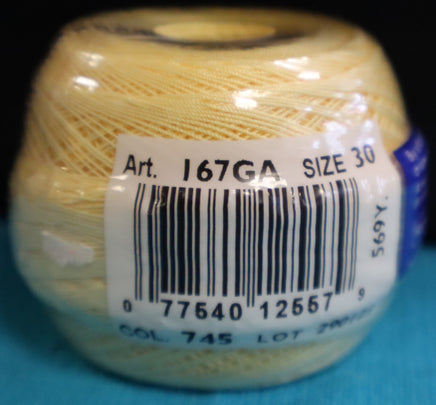 Art. 167GA SIZE 30
569Y.
0 77540 12557 9
COL. 745 LOT